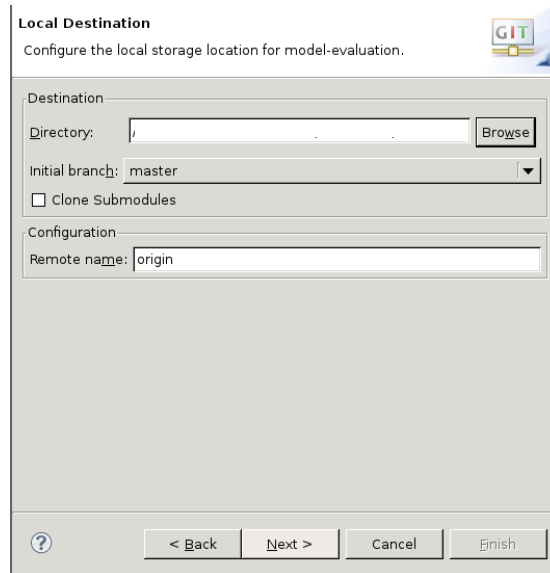 Local Destination
Configure the local storage location for model-evaluation.
GIT
Destination
Directory:
Browse
Initial branch: master
Clone Submodules
Configuration
Remote name: origin
< Back Next > Cancel Finish